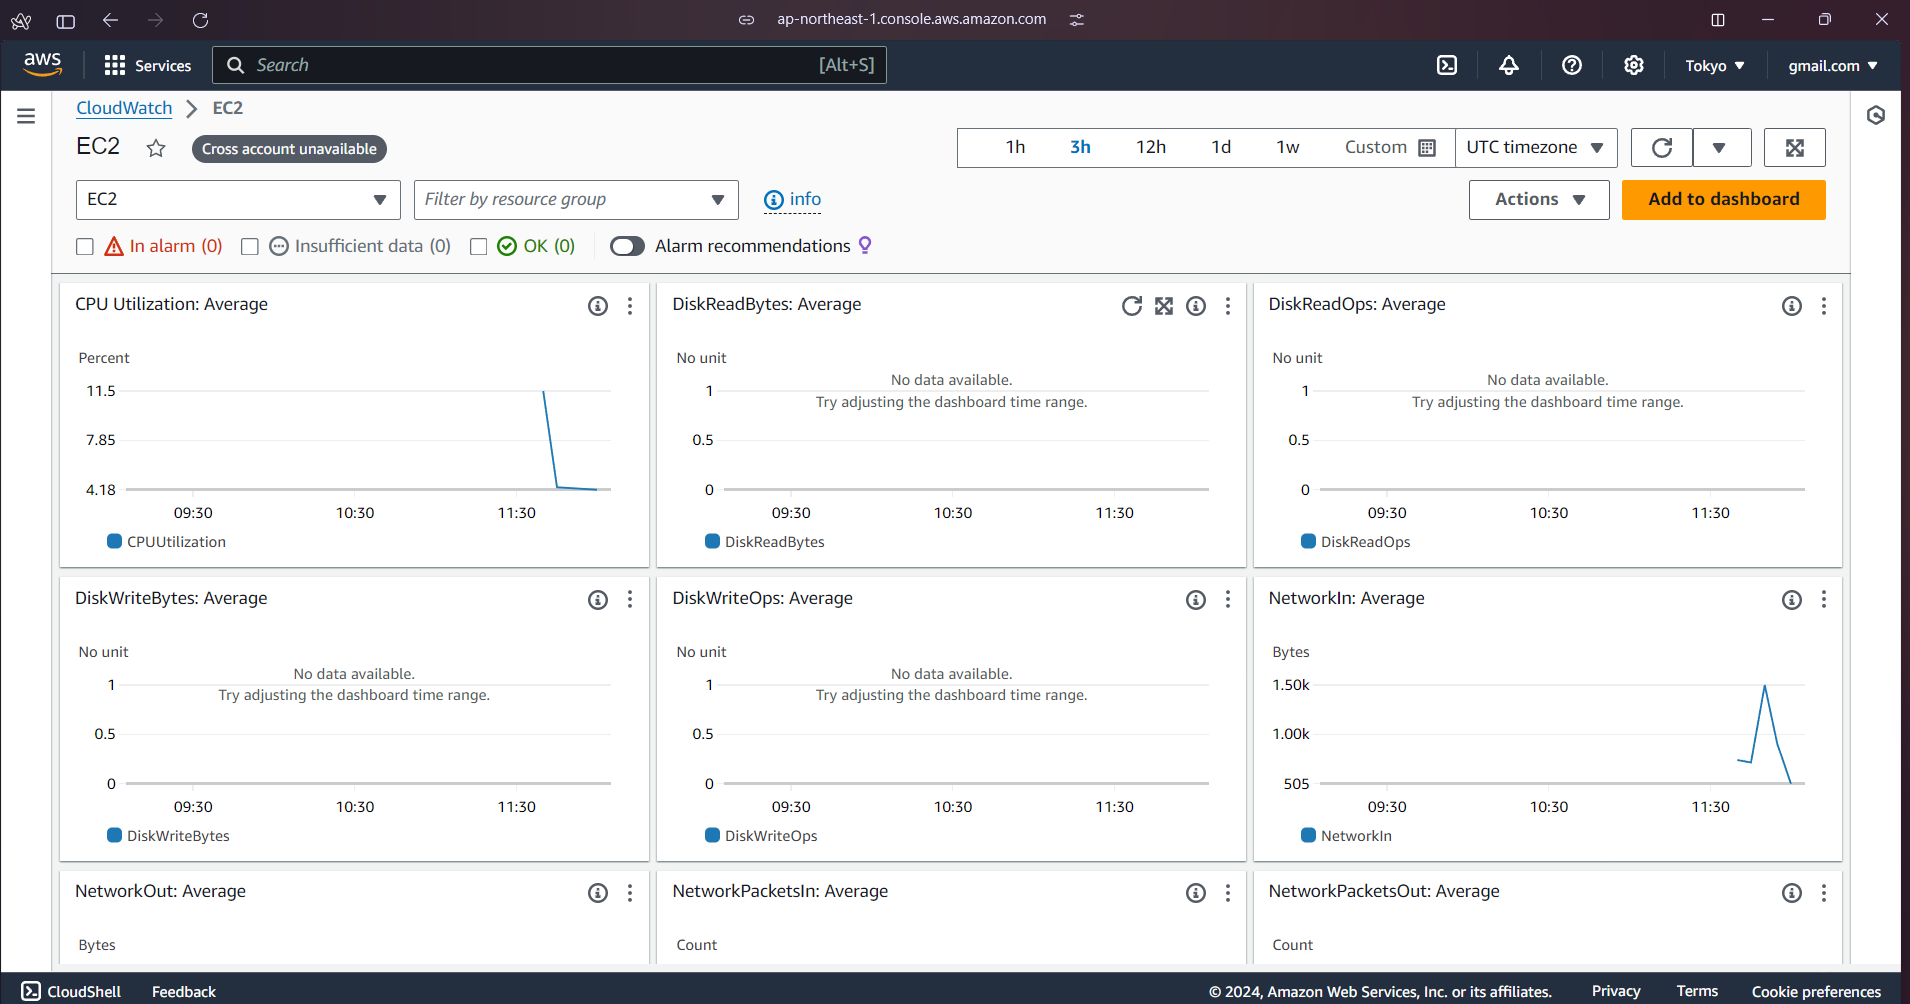 ap-northeast-1.console.aws.amazon.com
aws
Services
Search
[Alt+S]
Tokyo
gmail.com
CloudWatch
EC2
EC2
Cross account unavailable
1h
3h
12h
1d
1w
Custom
UTC timezone
EC2
Filter by resource group
info
Actions
Add to dashboard
In alarm (0)
Insufficient data (0)
OK (0)
Alarm recommendations
CPU Utilization: Average
Percent
11.5
7.85
4.18
09:30
10:30
11:30
CPUUtilization
DiskReadBytes: Average
No unit
No data available.
Try adjusting the dashboard time range.
1
0.5
0
09:30
10:30
11:30
DiskReadBytes
DiskReadOps: Average
No unit
No data available.
Try adjusting the dashboard time range.
1
0.5
0
09:30
10:30
11:30
DiskReadOps
DiskWriteBytes: Average
No unit
No data available.
Try adjusting the dashboard time range.
1
0.5
0
09:30
10:30
11:30
DiskWriteBytes
DiskWriteOps: Average
No unit
No data available.
Try adjusting the dashboard time range.
1
0.5
0
09:30
10:30
11:30
DiskWriteOps
NetworkIn: Average
Bytes
1.50k
1.00k
505
09:30
10:30
11:30
NetworkIn
NetworkOut: Average
Bytes
NetworkPacketsIn: Average
Count
NetworkPacketsOut: Average
Count
CloudShell
Feedback
© 2024, Amazon Web Services, Inc. or its affiliates.
Privacy
Terms
Cookie preferences